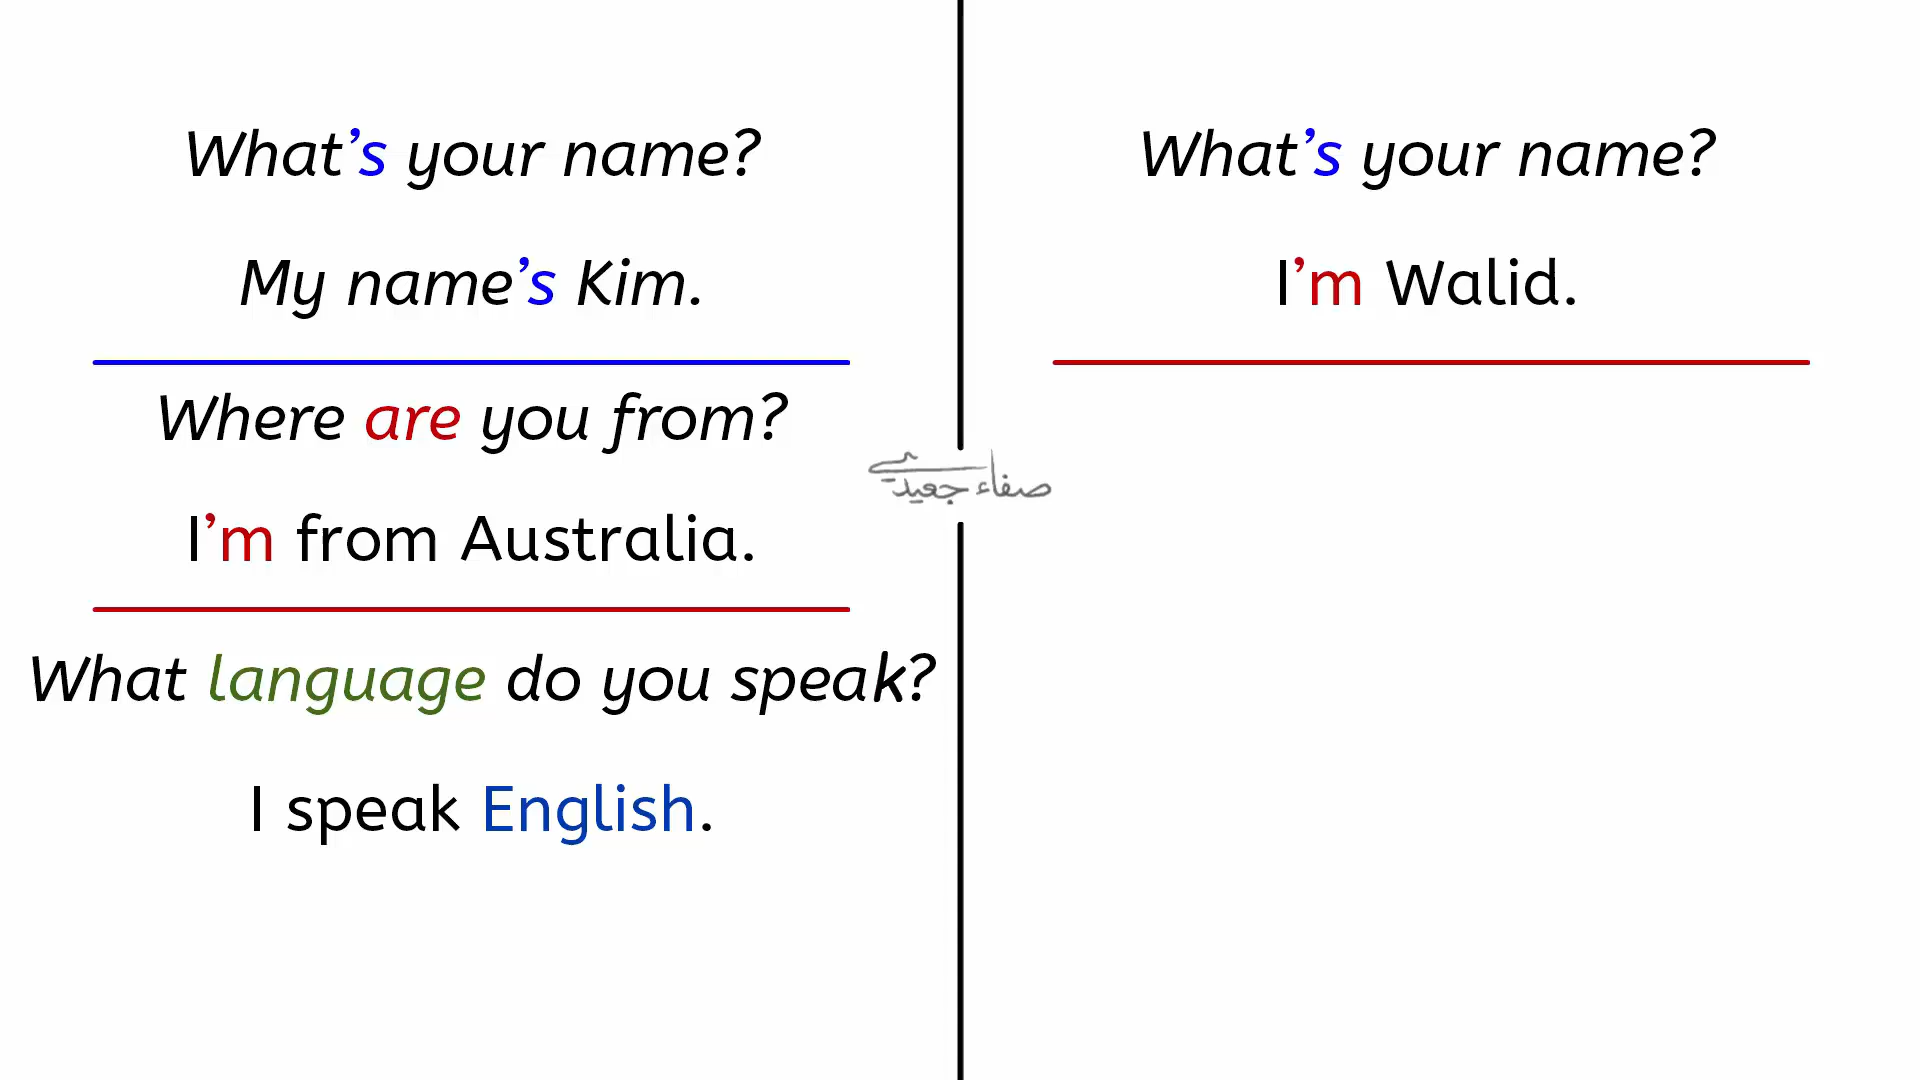 What’s your name?
My name’s Kim.
Where are you from?
I’m from Australia.
What language do you speak?
I speak English.
صفاء جعيدي
What’s your name?
I’m Walid.